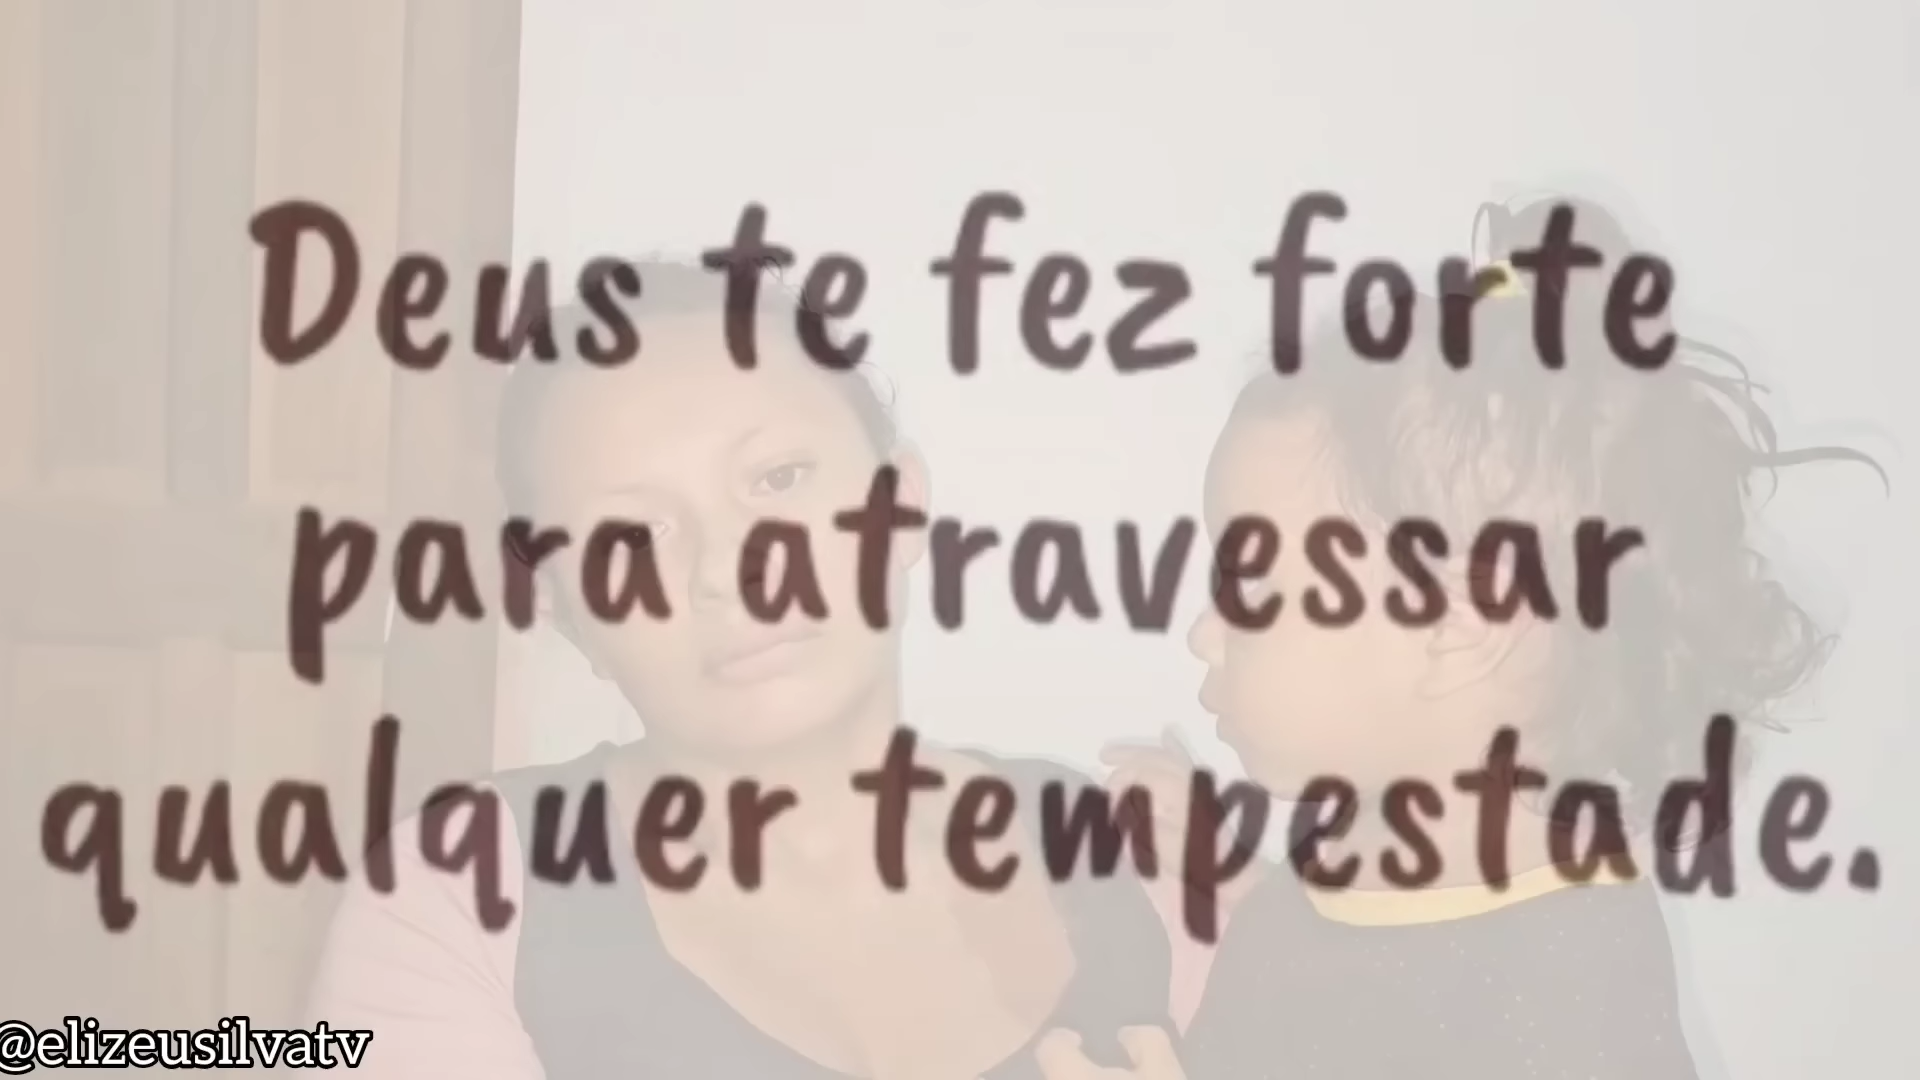 Deus te fez forte
para atravessar
qualquer tempestade.
@elizeusilvatv